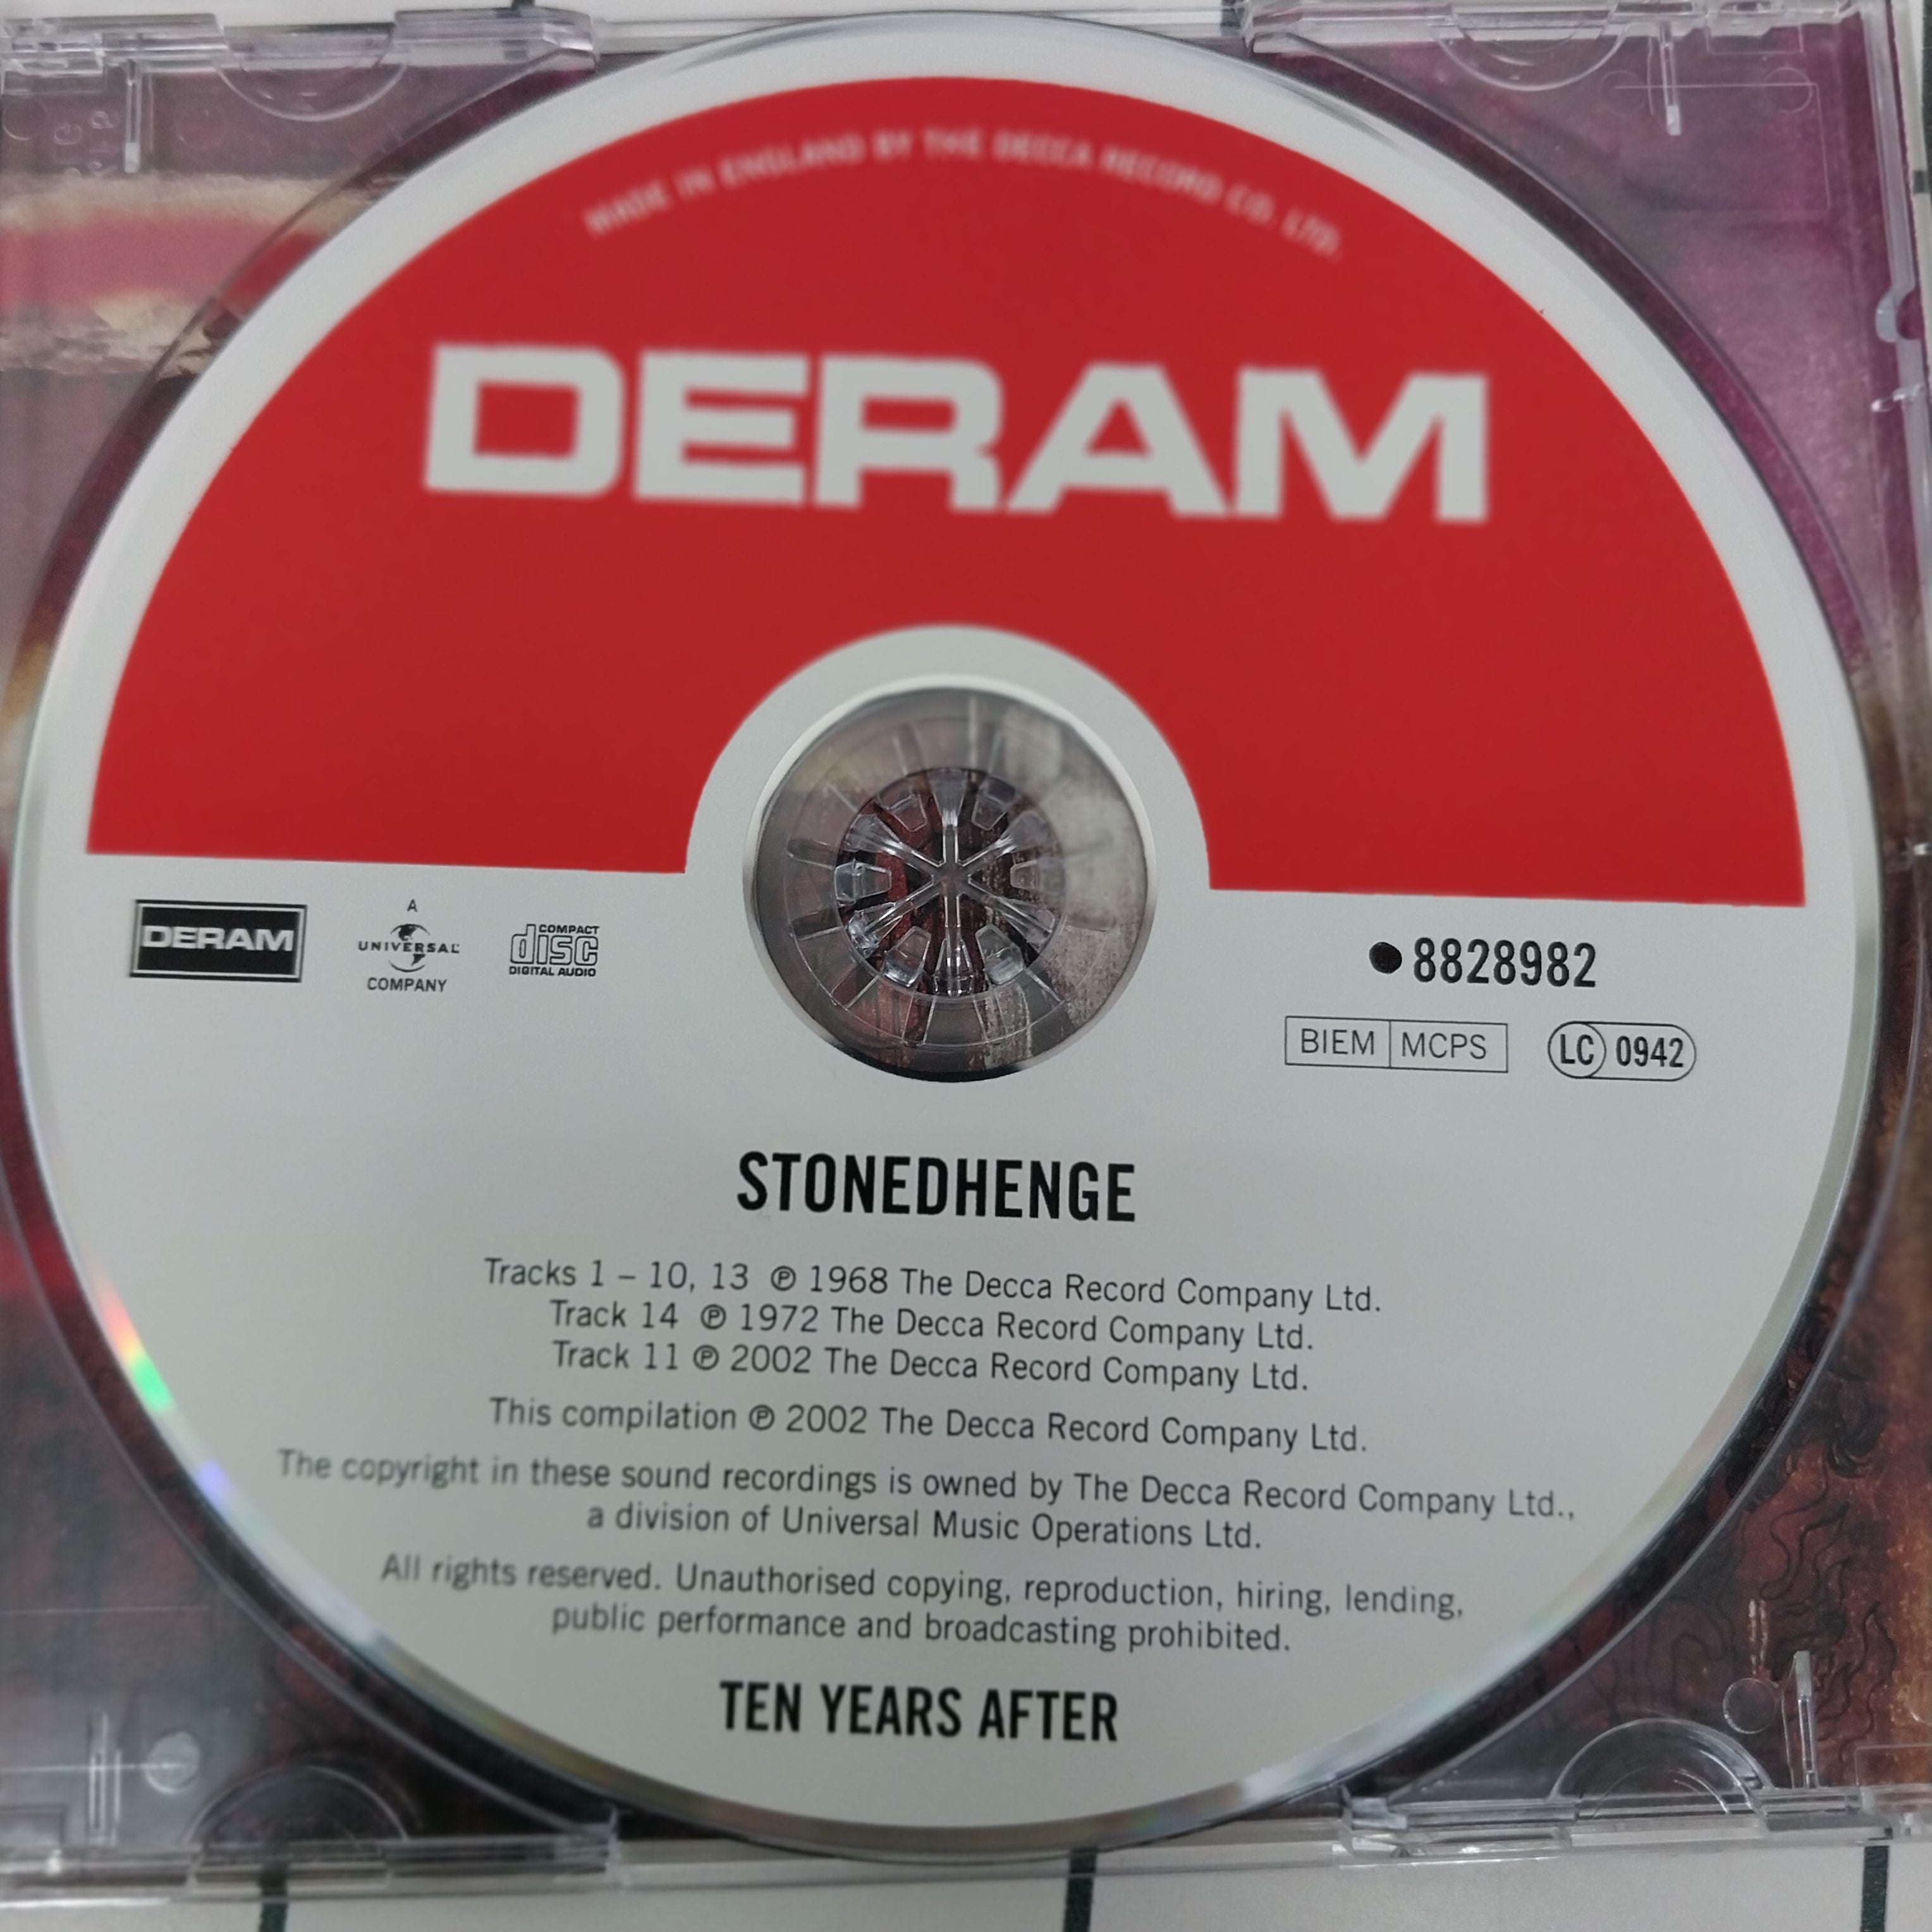 MADE IN ENGLAND BY THE DECCA RECORD CO. LTD.
DERAM
DERAM
A
UNIVERSAL
COMPANY
COMPACT
disc
DIGITAL AUDIO
●8828982
BIEM MCPS
LC 0942
STONEDHENGE
Tracks 1 – 10, 13 ℗ 1968 The Decca Record Company Ltd.
Track 14 ℗ 1972 The Decca Record Company Ltd.
Track 11 ℗ 2002 The Decca Record Company Ltd.
This compilation ℗ 2002 The Decca Record Company Ltd.
The copyright in these sound recordings is owned by The Decca Record Company Ltd.,
a division of Universal Music Operations Ltd.
All rights reserved. Unauthorised copying, reproduction, hiring, lending,
public performance and broadcasting prohibited.
TEN YEARS AFTER